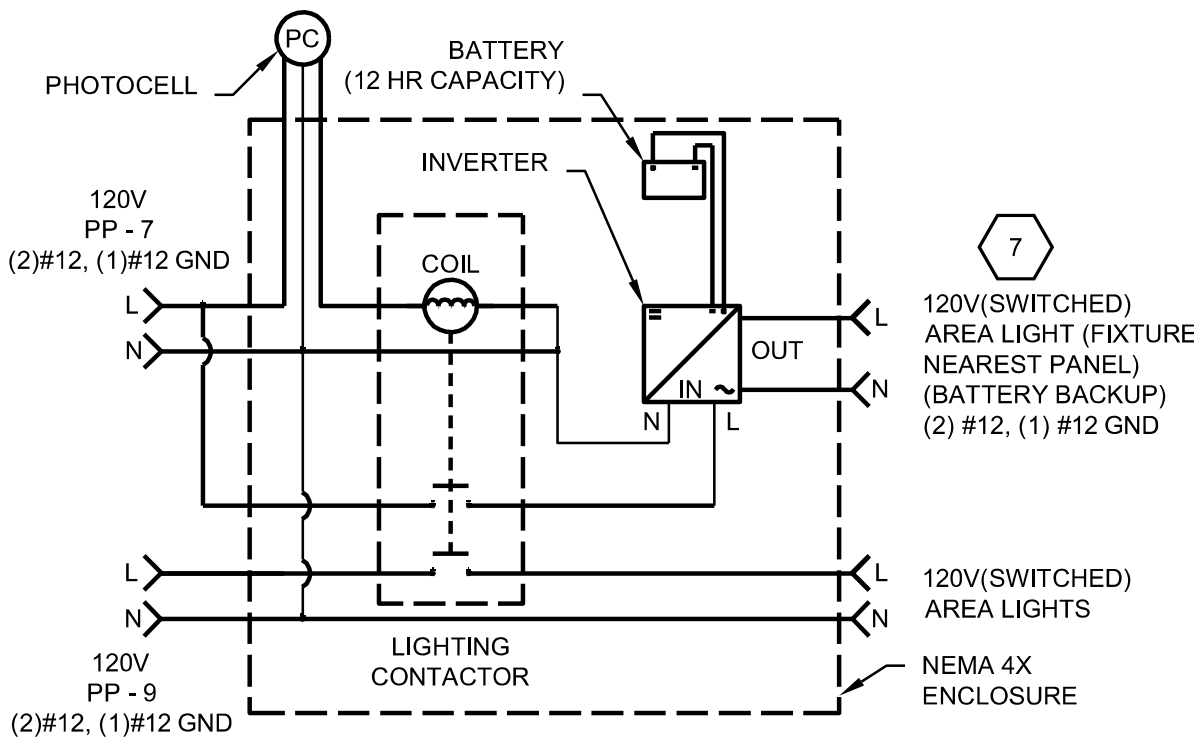 PC
PHOTOCELL
BATTERY
(12 HR CAPACITY)
INVERTER
120V
PP - 7
(2)#12, (1)#12 GND
COIL
L
N
OUT
IN
N
L
L
N
7
120V(SWITCHED)
AREA LIGHT (FIXTURE
NEAREST PANEL)
(BATTERY BACKUP)
(2) #12, (1) #12 GND
L
N
L
N
120V(SWITCHED)
AREA LIGHTS
120V
PP - 9
(2)#12, (1)#12 GND
LIGHTING
CONTACTOR
NEMA 4X
ENCLOSURE